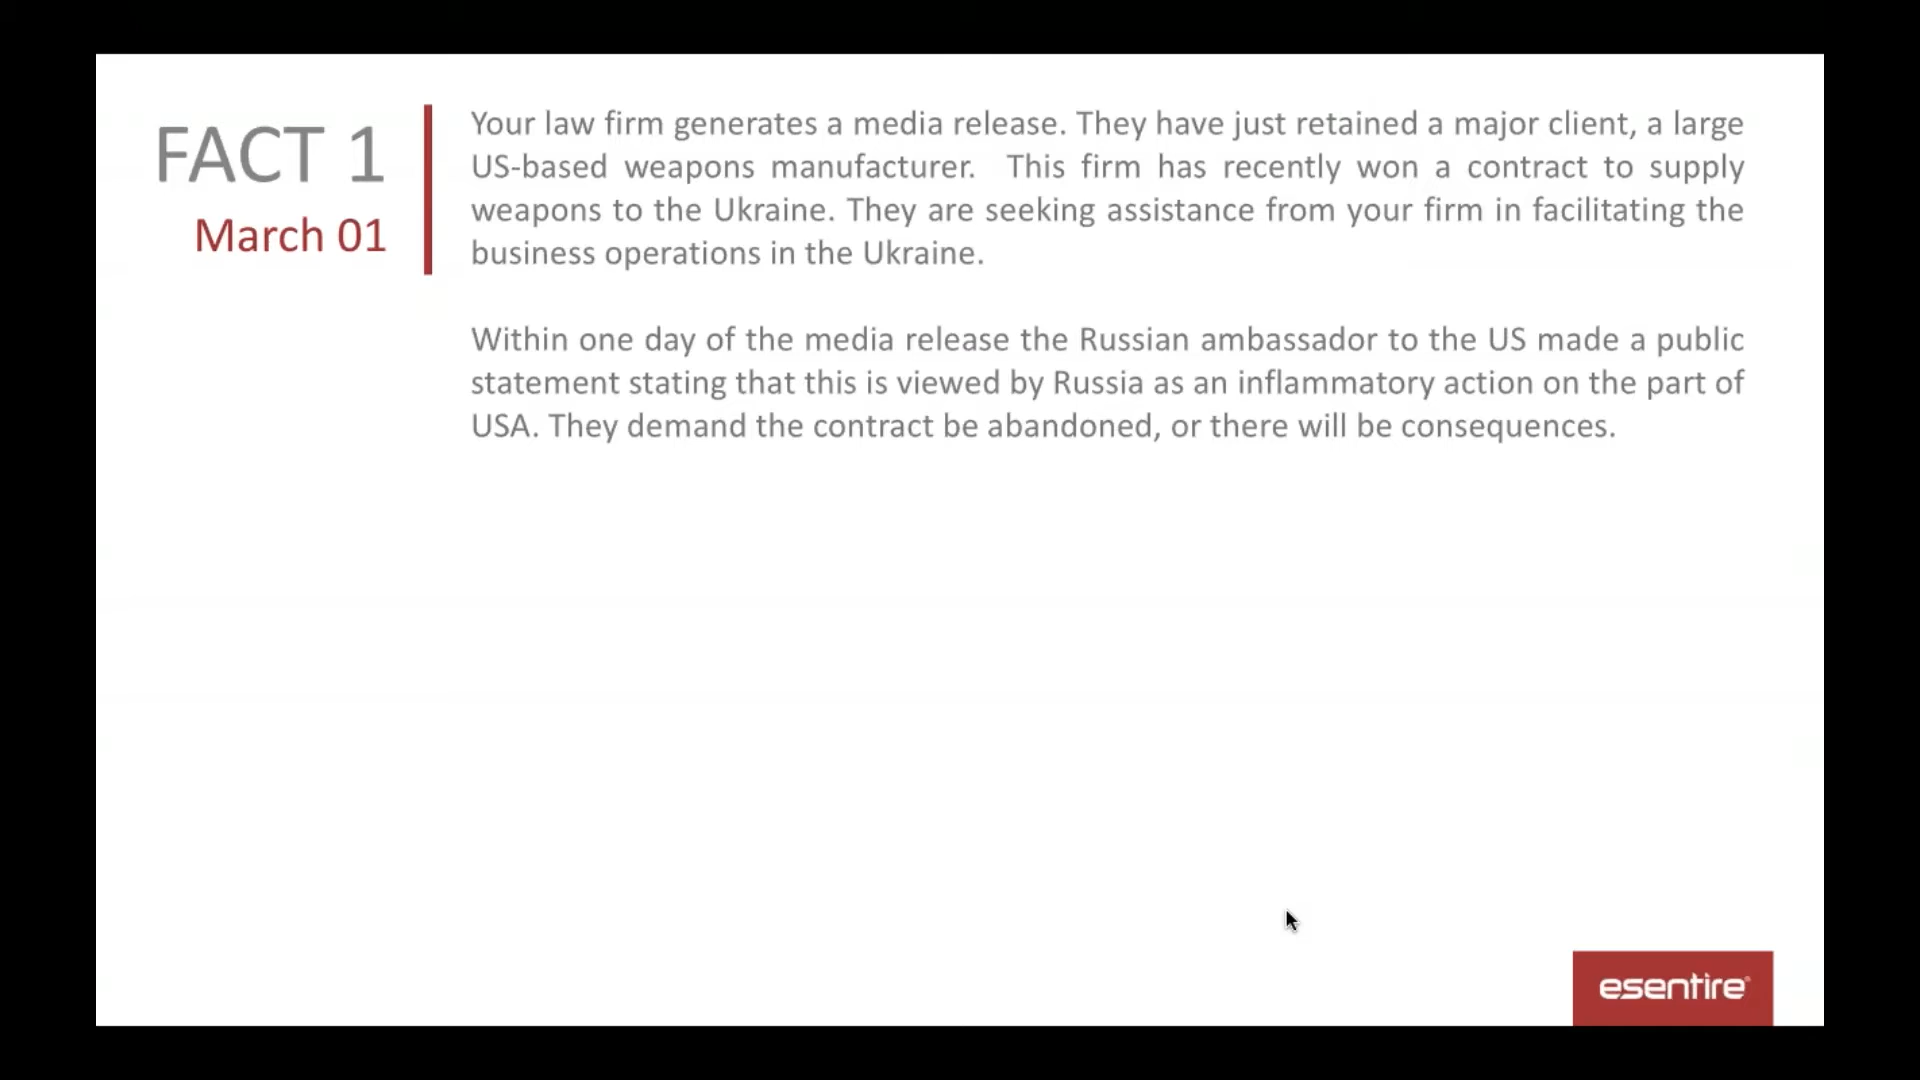 FACT 1
March 01
Your law firm generates a media release. They have just retained a major client, a large
US-based weapons manufacturer. This firm has recently won a contract to supply
weapons to the Ukraine. They are seeking assistance from your firm in facilitating the
business operations in the Ukraine.
Within one day of the media release the Russian ambassador to the US made a public
statement stating that this is viewed by Russia as an inflammatory action on the part of
USA. They demand the contract be abandoned, or there will be consequences.
esentire